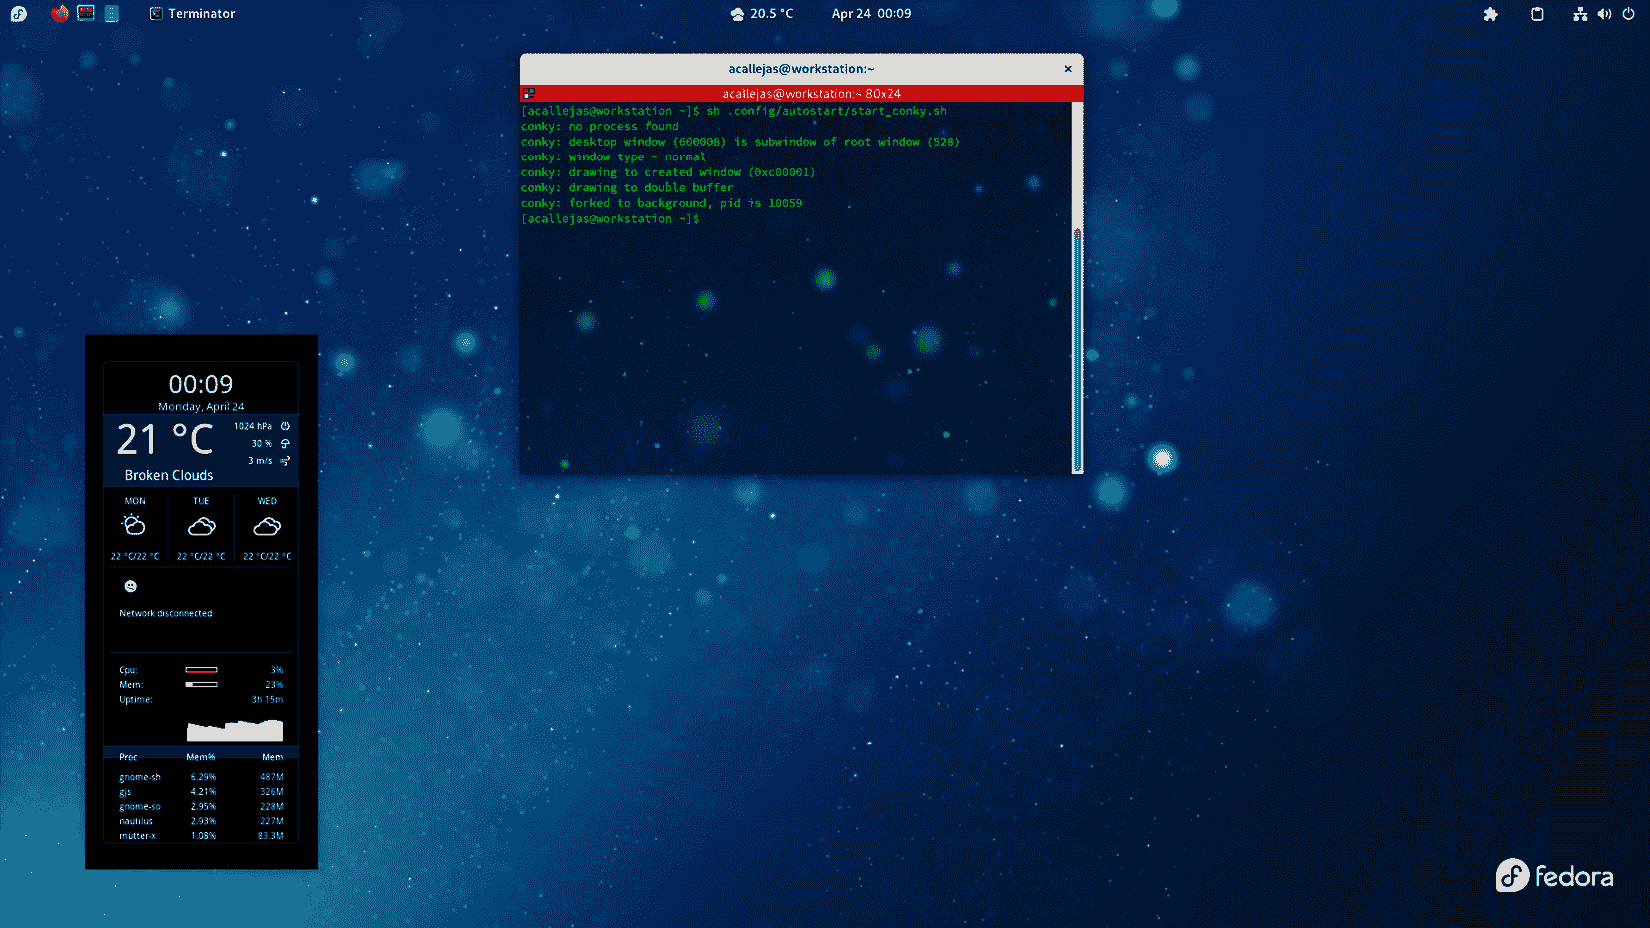 Terminator
20.5 °C
Apr 24 00:09
acallejas@workstation:~
acallejas@workstation:~ 80x24
[acallejas@workstation ~]$ sh .config/autostart/start_conky.sh
conky: no process found
conky: desktop window (600008) is subwindow of root window (528)
conky: window type - normal
conky: drawing to created window (0xc00001)
conky: drawing to double buffer
conky: forked to background, pid is 10059
[acallejas@workstation ~]$
00:09
Monday, April 24
21 °C
1024 hPa
30 %
3 m/s
Broken Clouds
MON TUE WED
22 °C/22 °C 22 °C/22 °C 22 °C/22 °C
Network disconnected
Cpu: 3%
Mem: 23%
Uptime: 3h 15m
Proc Mem% Mem
gnome-sh 6.29% 487M
gjs 4.21% 326M
gnome-so 2.95% 228M
nautilus 2.93% 227M
mutter-x 1.08% 83.3M
fedora